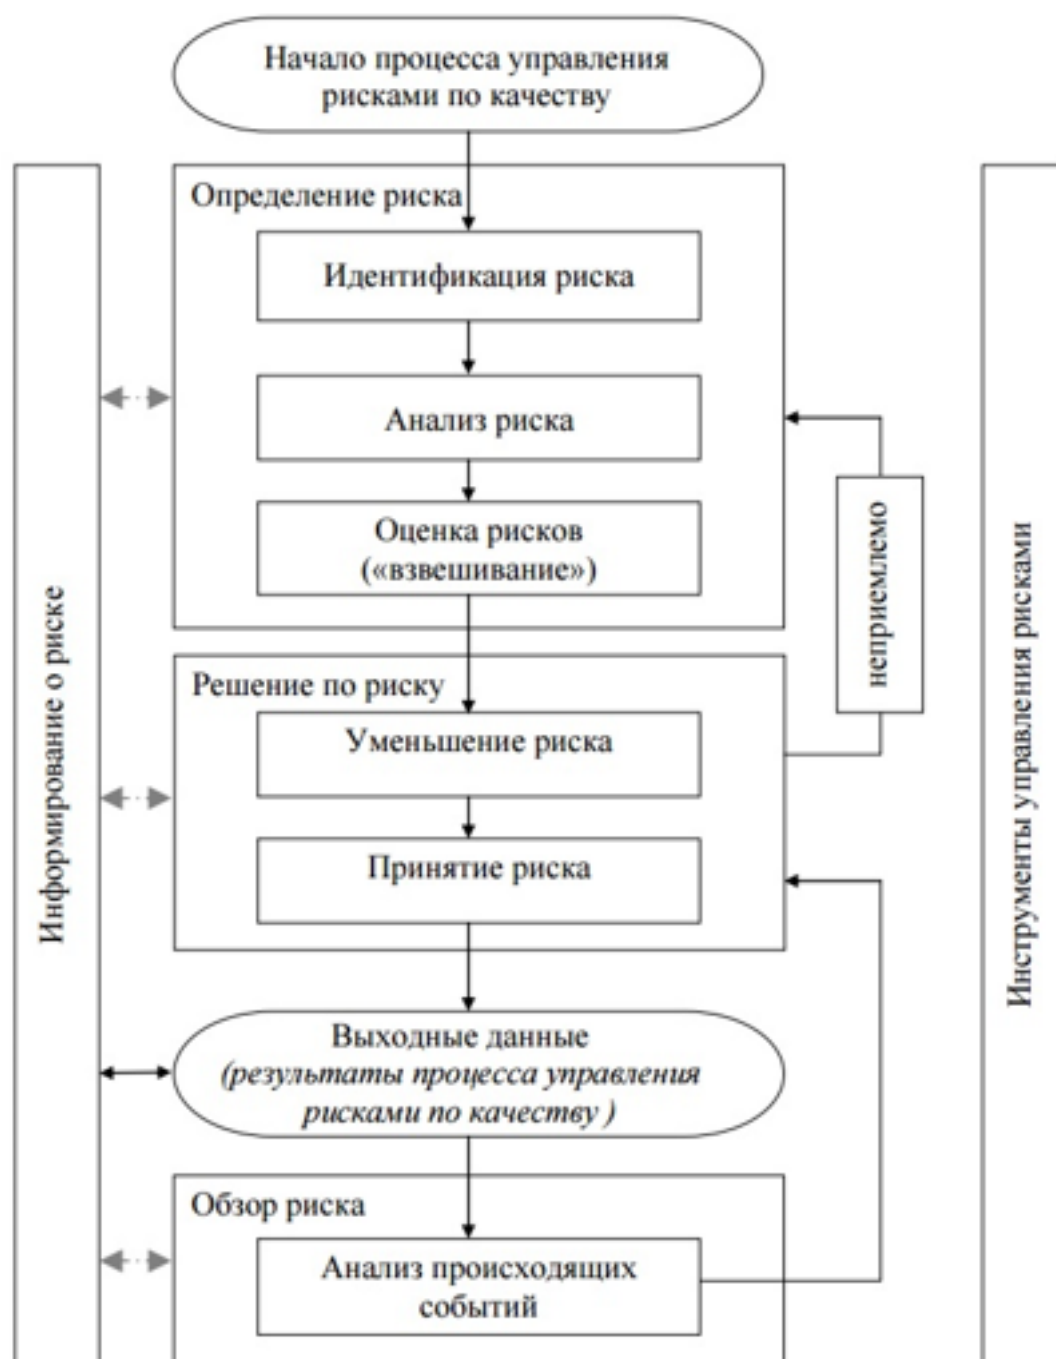 Начало процесса управления
рисками по качеству
Определение риска
Идентификация риска
Анализ риска
Оценка рисков
(«взвешивание»)
неприемлемо
Решение по риску
Уменьшение риска
Принятие риска
Выходные данные
(результаты процесса управления
рисками по качеству )
Обзор риска
Анализ происходящих
событий
Информирование о риске
Инструменты управления рисками